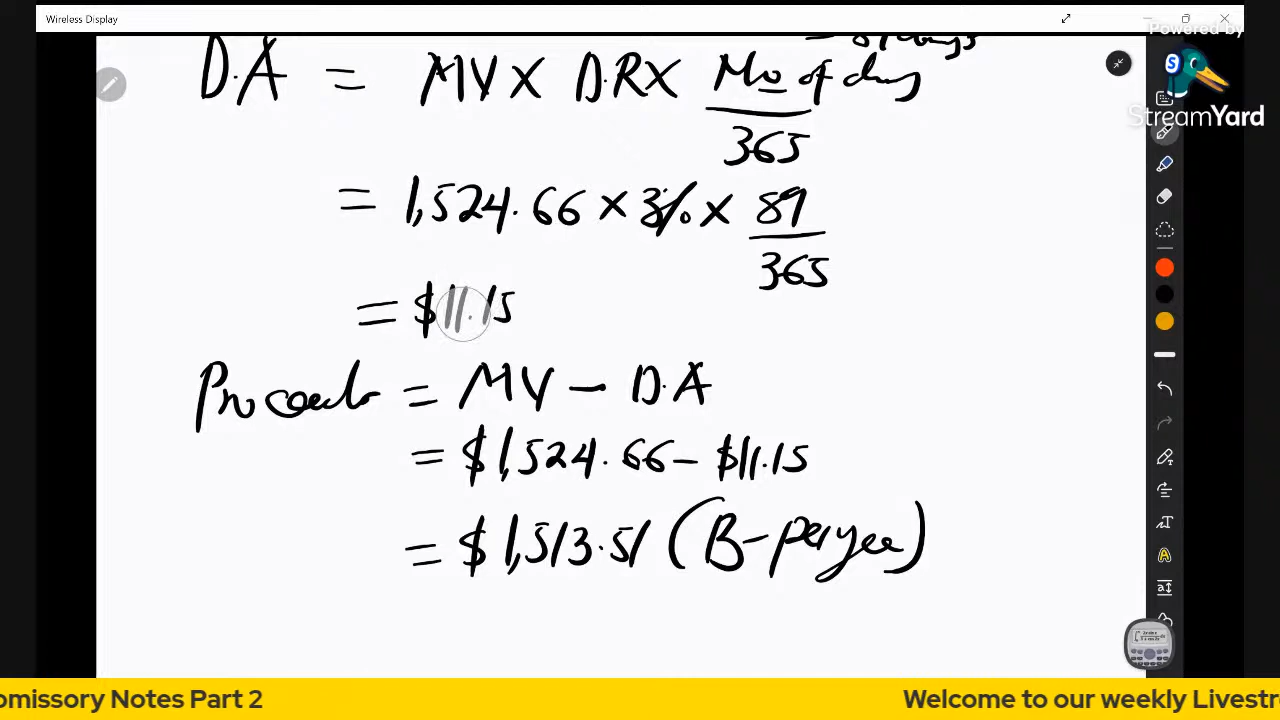 Wireless Display
Powered by
StreamYard
= 89 days
D.A = MV X D.R X No of days
365
= 1,524.66 × 3% × 89
365
= $11.15
Proceeds = MV - D.A
= $1,524.66 - $11.15
= $1,513.51 (B-payee)
omissory Notes Part 2 Welcome to our weekly Livestr